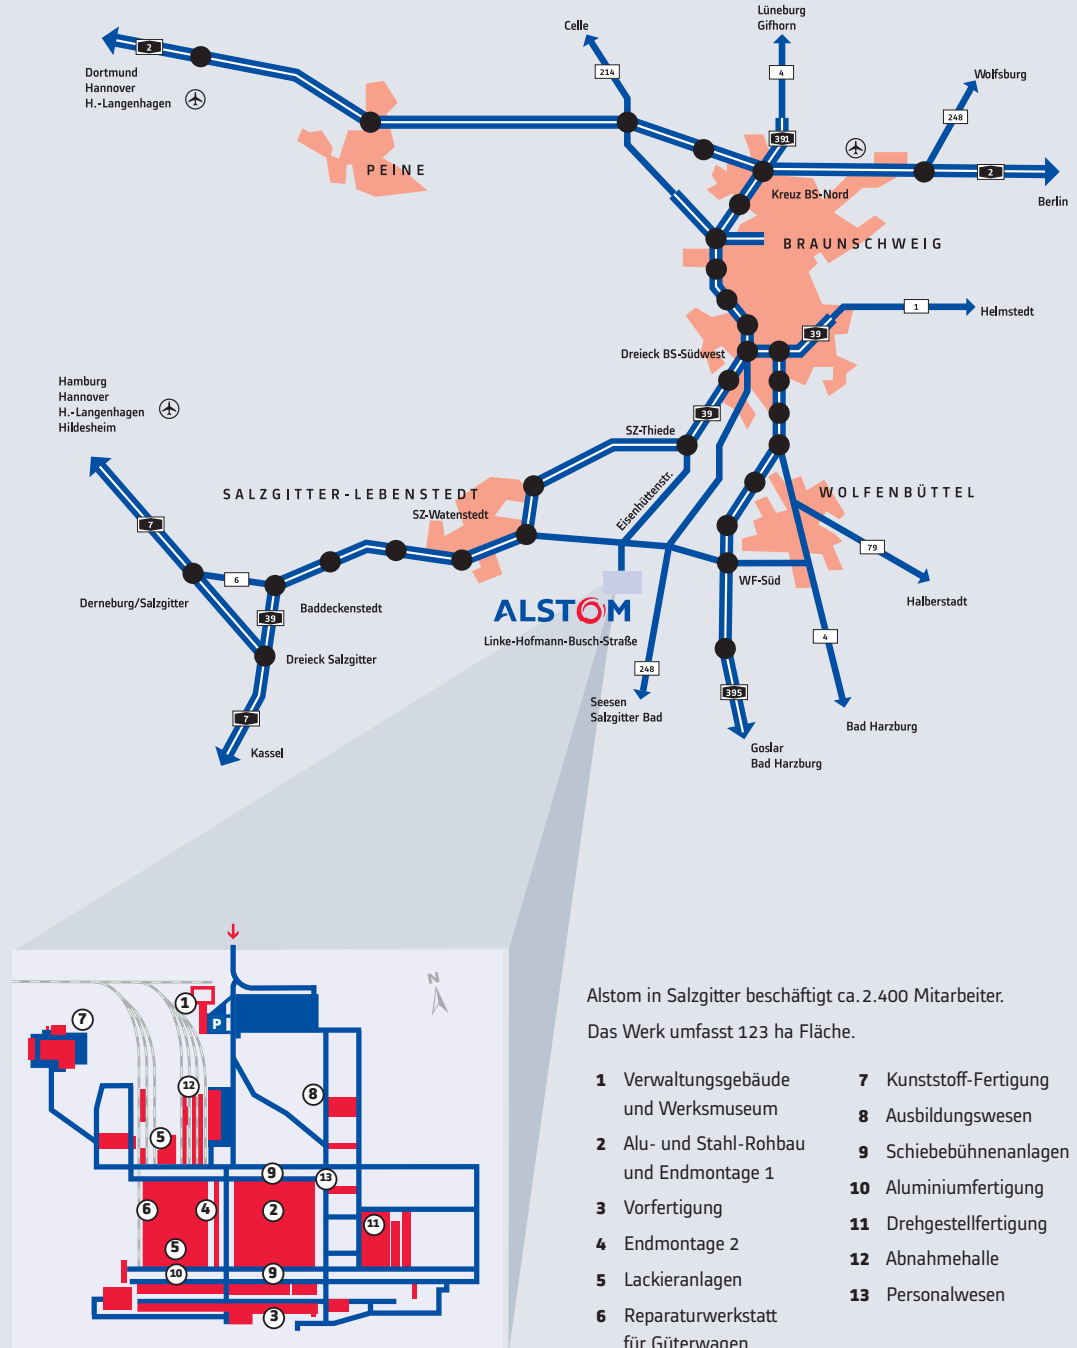 Lüneburg
Gifhorn
Celle
2
214
4
Dortmund
Hannover
H.-Langenhagen
Wolfsburg
248
391
PEINE
2
Kreuz BS-Nord
Berlin
BRAUNSCHWEIG
1
Helmstedt
39
Dreieck BS-Südwest
Hamburg
Hannover
H.-Langenhagen
Hildesheim
39
SZ-Thiede
SALZGITTER-LEBENSTEDT
WOLFENBÜTTEL
Eisenhüttenstr.
SZ-Watenstedt
7
79
6
WF-Süd
Derneburg/Salzgitter
Baddeckenstedt
Halberstadt
39
ALSTOM
Linke-Hofmann-Busch-Straße
4
Dreieck Salzgitter
248
395
Seesen
Salzgitter Bad
7
Bad Harzburg
Kassel
Goslar
Bad Harzburg
N
1
P
7
12
8
5
9
13
6
4
2
11
5
10
9
3
Alstom in Salzgitter beschäftigt ca. 2.400 Mitarbeiter.
Das Werk umfasst 123 ha Fläche.
1 Verwaltungsgebäude
und Werksmuseum
2 Alu- und Stahl-Rohbau
und Endmontage 1
3 Vorfertigung
4 Endmontage 2
5 Lackieranlagen
6 Reparaturwerkstatt
für Güterwagen
7 Kunststoff-Fertigung
8 Ausbildungswesen
9 Schiebebühnenanlagen
10 Aluminiumfertigung
11 Drehgestellfertigung
12 Abnahmehalle
13 Personalwesen